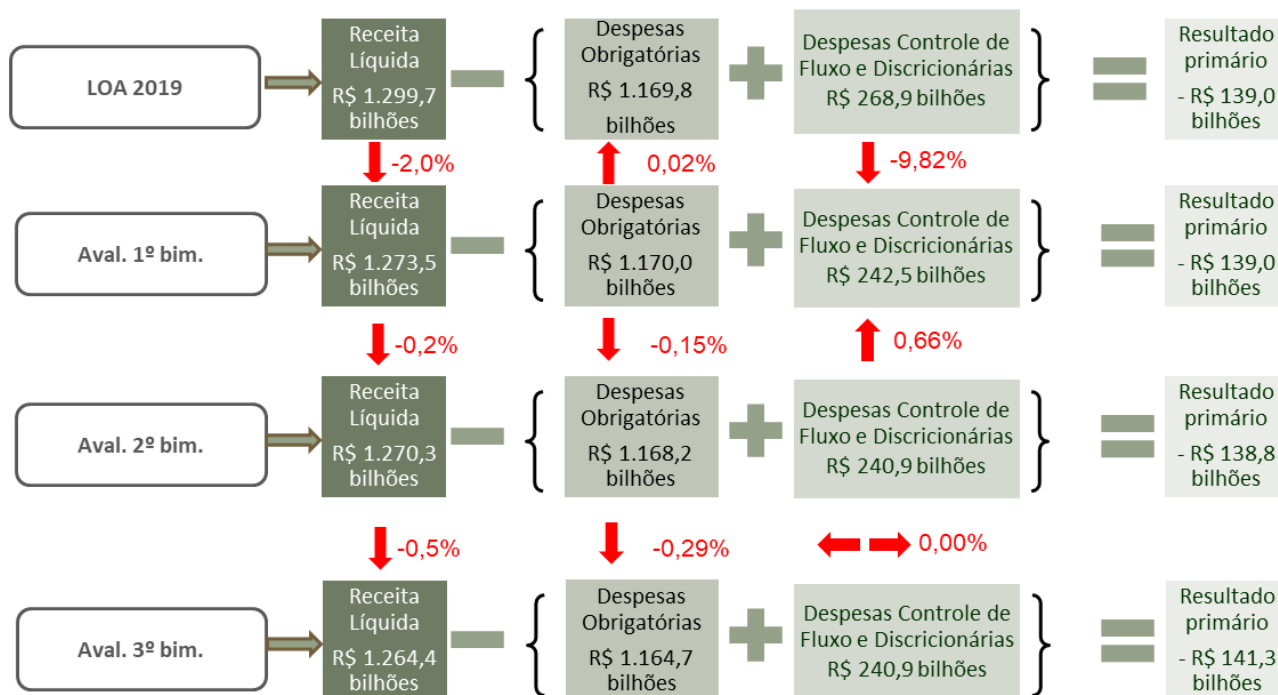 LOA 2019
Receita
Líquida
R$ 1.299,7
bilhões
Despesas
Obrigatórias
R$ 1.169,8
bilhões
Despesas Controle de
Fluxo e Discricionárias
R$ 268,9 bilhões
Resultado
primário
- R$ 139,0
bilhões
-2,0%
0,02%
-9,82%
Aval. 1º bim.
Receita
Líquida
R$ 1.273,5
bilhões
Despesas
Obrigatórias
R$ 1.170,0
bilhões
Despesas Controle de
Fluxo e Discricionárias
R$ 242,5 bilhões
Resultado
primário
- R$ 139,0
bilhões
-0,2%
-0,15%
0,66%
Aval. 2º bim.
Receita
Líquida
R$ 1.270,3
bilhões
Despesas
Obrigatórias
R$ 1.168,2
bilhões
Despesas Controle de
Fluxo e Discricionárias
R$ 240,9 bilhões
Resultado
primário
- R$ 138,8
bilhões
-0,5%
-0,29%
0,00%
Aval. 3º bim.
Receita
Líquida
R$ 1.264,4
bilhões
Despesas
Obrigatórias
R$ 1.164,7
bilhões
Despesas Controle de
Fluxo e Discricionárias
R$ 240,9 bilhões
Resultado
primário
- R$ 141,3
bilhões